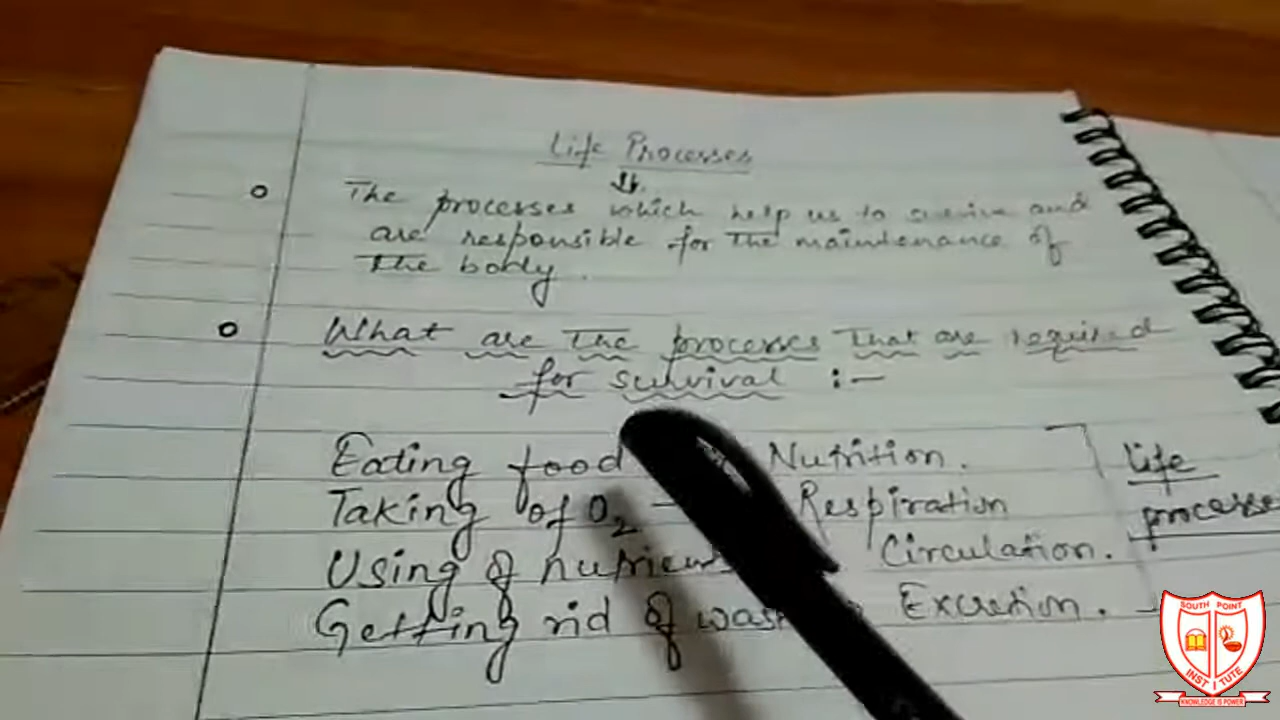 Life Processes
The processes which help us to survive and
are responsible for the maintenance of
the body.
What are the processes that are required
for survival :-
Eating food Nutrition.
Taking of O2 - Respiration
Using of Circulation.
Getting rid of Excretion.
Life
SOUTH POINT
INSTITUTE
KNOWLEDGE IS POWER